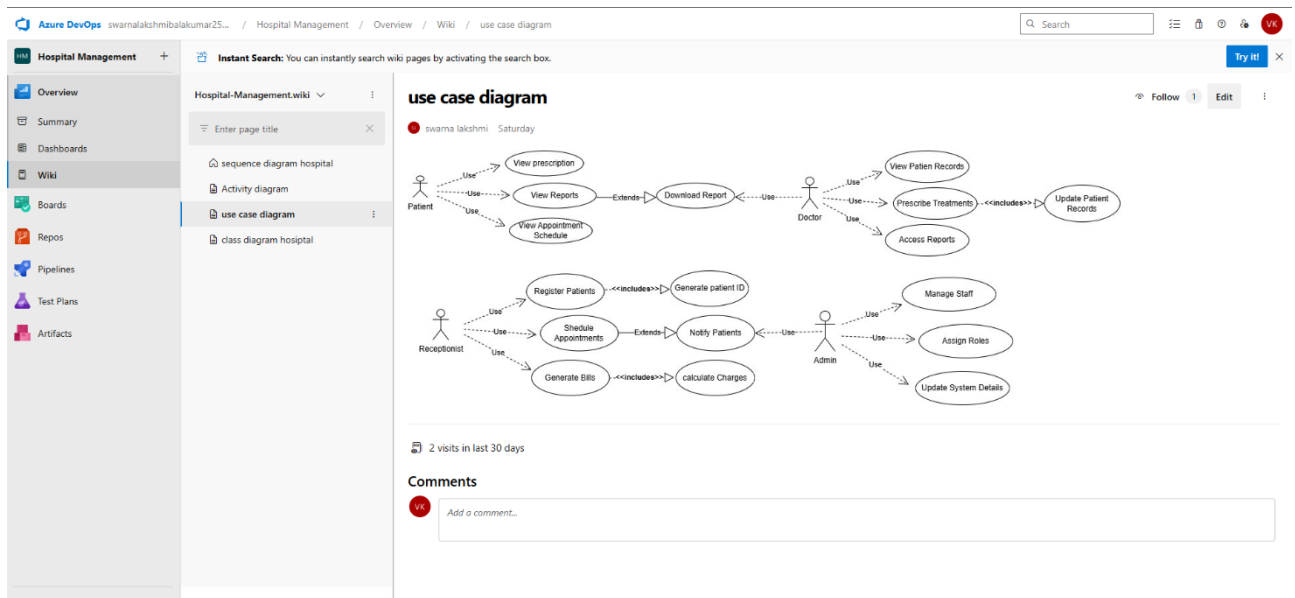 Azure DevOps swarnalakshmibalakumar25... / Hospital Management / Overview / Wiki / use case diagram
Search
VK
HM Hospital Management +
Instant Search: You can instantly search wiki pages by activating the search box.
Try it!
Overview
Summary
Dashboards
Wiki
Boards
Repos
Pipelines
Test Plans
Artifacts
Hospital-Management.wiki
Enter page title
sequence diagram hospital
Activity diagram
use case diagram
class diagram hosiptal
use case diagram
Follow 1 Edit
swarna lakshmi Saturday
Patient
Use
Use
Use
View prescription
View Reports
View Appointment
Schedule
Extends
Download Report
Use
Doctor
Use
Use
Use
View Patien Records
Prescribe Treatments
Access Reports
<<includes>>
Update Patient
Records
Receptionist
Use
Use
Use
Register Patients
<<includes>>
Generate patient ID
Shedule
Appointments
Extends
Notify Patients
Generate Bills
<<includes>>
calculate Charges
Use
Admin
Use
Use
Use
Manage Staff
Assign Roles
Update System Details
2 visits in last 30 days
Comments
VK
Add a comment...